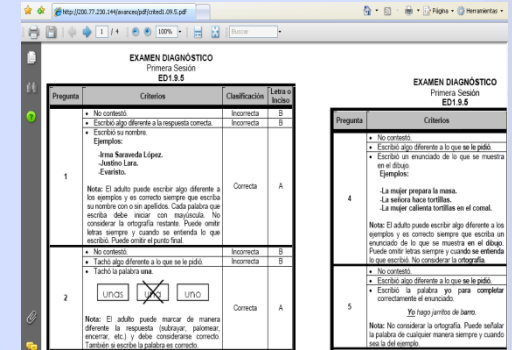 http://200.77.230.144/avances/pdf/crited1.09.5.pdf
Página
Herramientas
1 / 4
100%
Buscar
EXAMEN DIAGNÓSTICO
Primera Sesión
ED1.9.5
Pregunta Criterios Clasificación Letra o Inciso
• No contestó. Incorrecta B
• Escribió algo diferente a la respuesta correcta. Incorrecta B
• Escribió su nombre.
Ejemplos:
-Irma Saraveda López.
-Justino Lara.
-Evaristo.
1 Correcta A
Nota: El adulto puede escribir algo diferente a
los ejemplos y es correcto siempre que escriba
su nombre con o sin apellidos. Cada palabra que
escriba debe iniciar con mayúscula. No
considerar la ortografía restante. Puede omitir
letras siempre y cuando se entienda lo que
escribió. Puede omitir el punto final.
• No contestó. Incorrecta B
• Tachó algo diferente a lo que se le pidió. Incorrecta B
• Tachó la palabra una.
unas una uno
2 Correcta A
Nota: El adulto puede marcar de manera
diferente la respuesta (subrayar, palomear,
encerrar, etc.) y debe considerarse correcto.
También si escribe la palabra es correcto.
EXAMEN DIAGNÓSTICO
Primera Sesión
ED1.9.5
Pregunta Criterios
• No contestó.
• Escribió algo diferente a lo que se le pidió.
• Escribió un enunciado de lo que se muestra
en el dibujo.
Ejemplos:
-La mujer prepara la masa.
-La señora hace tortillas.
-La mujer calienta tortillas en el comal.
4
Nota: El adulto puede escribir algo diferente a los
ejemplos y es correcto siempre que escriba un
enunciado de lo que se muestra en el dibujo.
Puede omitir letras siempre y cuando se entienda
lo que escribió. No considerar la ortografía.
• No contestó.
• Escribió algo diferente a lo que se le pidió.
• Escribió la palabra yo para completar
correctamente el enunciado.
5
Yo hago jarritos de barro.
Nota: No considerar la ortografía. Puede señalar
la palabra de cualquier manera siempre y cuando
sea la del ejemplo.